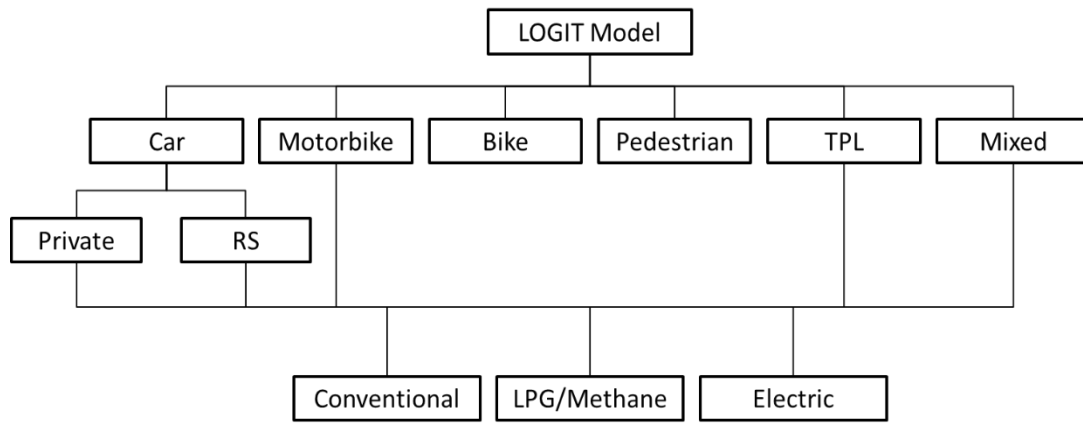 LOGIT Model
Car
Motorbike
Bike
Pedestrian
TPL
Mixed
Private
RS
Conventional
LPG/Methane
Electric